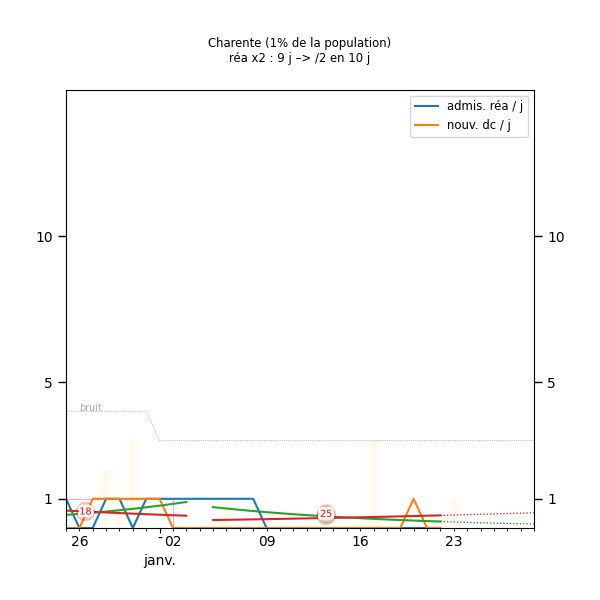 Charente (1% de la population)
réa x2 : 9 j –> /2 en 10 j
admis. réa / j
nouv. dc / j
10
10
5
5
bruit
1
1
18
25
26
02
09
16
23
janv.